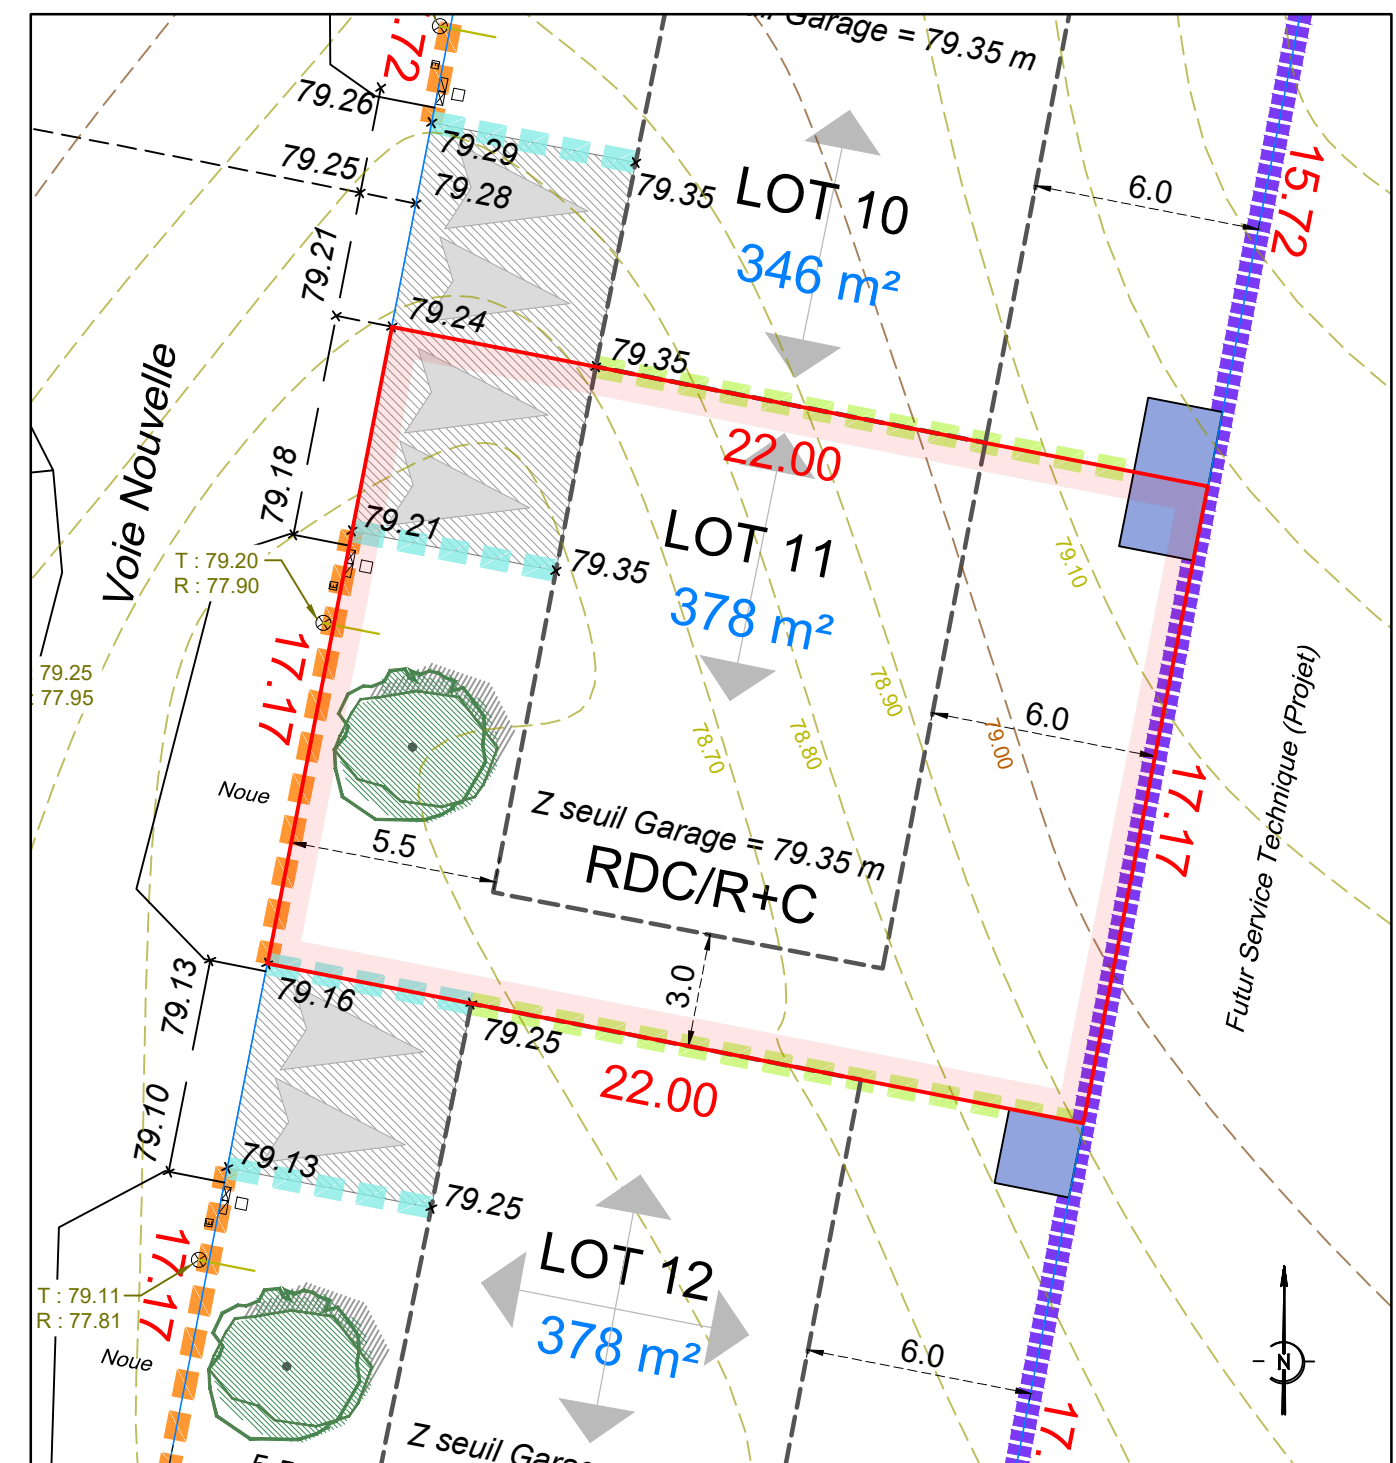 Z seuil Garage = 79.35 m
.72
79.26
79.29
79.25
79.28
79.35
LOT 10
346 m²
6.0
15.72
79.21
79.24
79.35
22.00
Voie Nouvelle
79.18
79.21
79.35
LOT 11
378 m²
T : 79.20
R : 77.90
79.10
17.17
79.25
: 77.95
78.70
78.80
78.90
79.00
6.0
17.17
Futur Service Technique (Projet)
Noue
5.5
Z seuil Garage = 79.35 m
RDC/R+C
3.0
79.13
79.16
79.25
22.00
79.10
79.13
79.25
LOT 12
378 m²
17.17
T : 79.11
R : 77.81
Noue
6.0
N
17.
Z seuil Gara